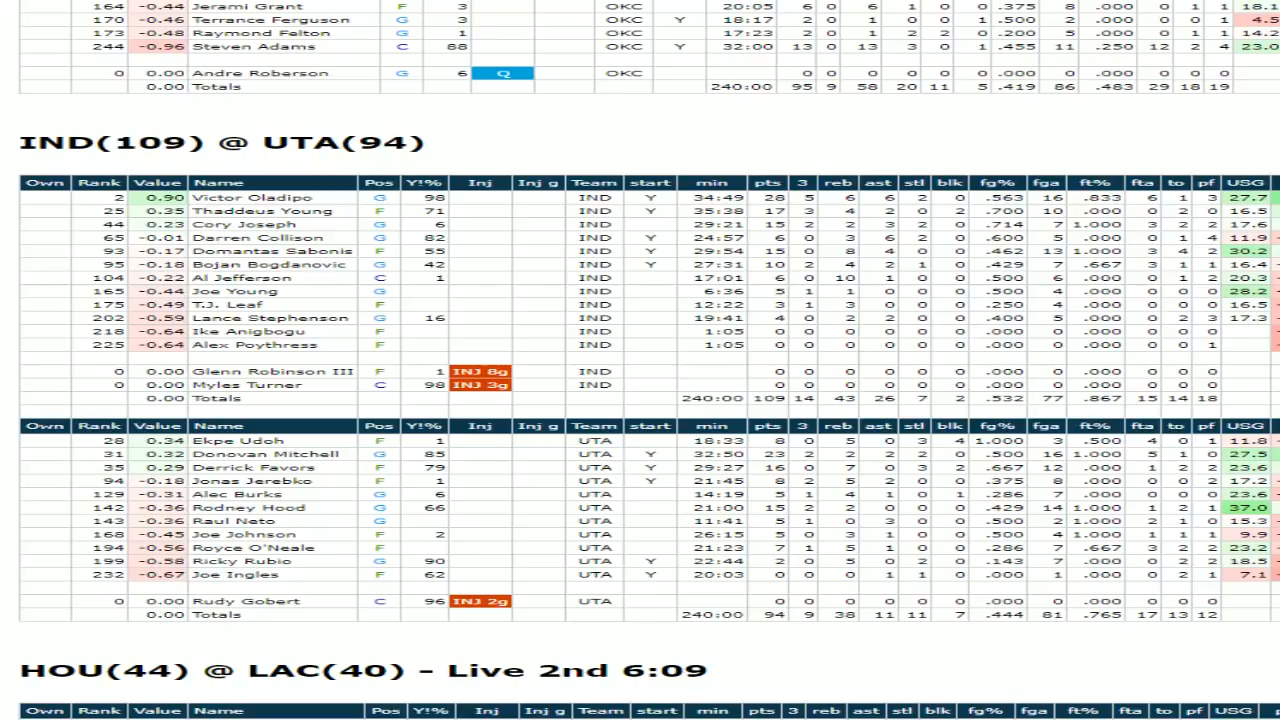 164 -0.44 Jerami Grant F 3 OKC 20:05 6 0 6 1 0 0 .375 8 .000 0 1 1 18.1
170 -0.46 Terrance Ferguson G 3 OKC Y 18:17 2 0 1 0 0 1 .500 2 .000 0 0 1 4.5
173 -0.48 Raymond Felton G 1 OKC 17:23 2 0 1 2 2 0 .200 5 .000 0 1 1 14.2
244 -0.96 Steven Adams C 88 OKC Y 32:00 13 0 13 3 0 1 .455 11 .250 12 2 4 23.0
0 0.00 Andre Roberson G 6 Q OKC 0 0 0 0 0 0 .000 0 .000 0 0 0
0.00 Totals 240:00 95 9 58 20 11 5 .419 86 .483 29 18 19
IND(109) @ UTA(94)
Own Rank Value Name Pos Y!% Inj Inj g Team start min pts 3 reb ast stl blk fg% fga ft% fta to pf USG
2 0.90 Victor Oladipo G 98 IND Y 34:49 28 5 6 6 2 0 .563 16 .833 6 1 3 27.7
25 0.35 Thaddeus Young F 71 IND Y 35:38 17 3 4 2 0 2 .700 10 .000 0 2 0 16.5
44 0.23 Cory Joseph G 6 IND 29:21 15 2 2 3 2 0 .714 7 1.000 3 2 2 17.6
65 -0.01 Darren Collison G 82 IND Y 24:57 6 0 3 6 2 0 .600 5 .000 0 1 4 11.9
93 -0.17 Domantas Sabonis F 55 IND Y 29:54 15 0 8 4 0 0 .462 13 1.000 3 4 2 30.2
95 -0.18 Bojan Bogdanovic G 42 IND Y 27:31 10 2 4 2 1 0 .429 7 .667 3 1 1 16.4
104 -0.22 Al Jefferson C 1 IND 17:01 6 0 10 1 0 0 .500 6 .000 0 1 2 20.3
165 -0.44 Joe Young G IND 6:36 5 1 1 0 0 0 .500 4 .000 0 0 0 28.2
175 -0.49 T.J. Leaf F IND 12:22 3 1 3 0 0 0 .250 4 .000 0 0 0 16.5
202 -0.59 Lance Stephenson G 16 IND 19:41 4 0 2 2 0 0 .400 5 .000 0 2 3 17.3
218 -0.64 Ike Anigbogu F IND 1:05 0 0 0 0 0 0 .000 0 .000 0 0 0
225 -0.64 Alex Poythress F IND 1:05 0 0 0 0 0 0 .000 0 .000 0 0 1
0 0.00 Glenn Robinson III F 1 INJ 8g IND 0 0 0 0 0 0 .000 0 .000 0 0 0
0 0.00 Myles Turner C 98 INJ 3g IND 0 0 0 0 0 0 .000 0 .000 0 0 0
0.00 Totals 240:00 109 14 43 26 7 2 .532 77 .867 15 14 18
Own Rank Value Name Pos Y!% Inj Inj g Team start min pts 3 reb ast stl blk fg% fga ft% fta to pf USG
28 0.34 Ekpe Udoh F 1 UTA 18:33 8 0 5 0 3 4 1.000 3 .500 4 0 1 11.8
31 0.32 Donovan Mitchell G 85 UTA Y 32:50 23 2 2 2 2 0 .500 16 1.000 5 1 0 27.5
35 0.29 Derrick Favors F 79 UTA Y 29:27 16 0 7 0 3 2 .667 12 .000 1 2 2 23.6
94 -0.18 Jonas Jerebko F 1 UTA Y 21:45 8 2 5 2 0 0 .375 8 .000 0 2 2 17.2
129 -0.31 Alec Burks G 6 UTA 14:19 5 1 4 1 0 1 .286 7 .000 0 2 0 23.6
142 -0.36 Rodney Hood G 66 UTA 21:00 15 2 2 0 0 0 .429 14 1.000 1 2 1 37.0
143 -0.36 Raul Neto G UTA 11:41 5 1 0 3 0 0 .500 2 1.000 2 1 0 15.3
168 -0.45 Joe Johnson F 2 UTA 26:15 5 0 3 1 0 0 .500 4 1.000 1 1 1 9.9
194 -0.56 Royce O'Neale F UTA 21:23 7 1 5 1 0 0 .286 7 .667 3 2 2 23.2
199 -0.58 Ricky Rubio G 90 UTA Y 22:44 2 0 5 0 2 0 .143 7 .000 0 1 2 18.5
232 -0.67 Joe Ingles F 62 UTA Y 20:03 0 0 0 1 1 0 .000 1 .000 0 2 1 7.1
0 0.00 Rudy Gobert C 96 INJ 2g UTA 0 0 0 0 0 0 .000 0 .000 0 0 0
0.00 Totals 240:00 94 9 38 11 11 7 .444 81 .765 17 13 12
HOU(44) @ LAC(40) - Live 2nd 6:09
Own Rank Value Name Pos Y!% Inj Inj g Team start min pts 3 reb ast stl blk fg% fga ft% fta to pf USG